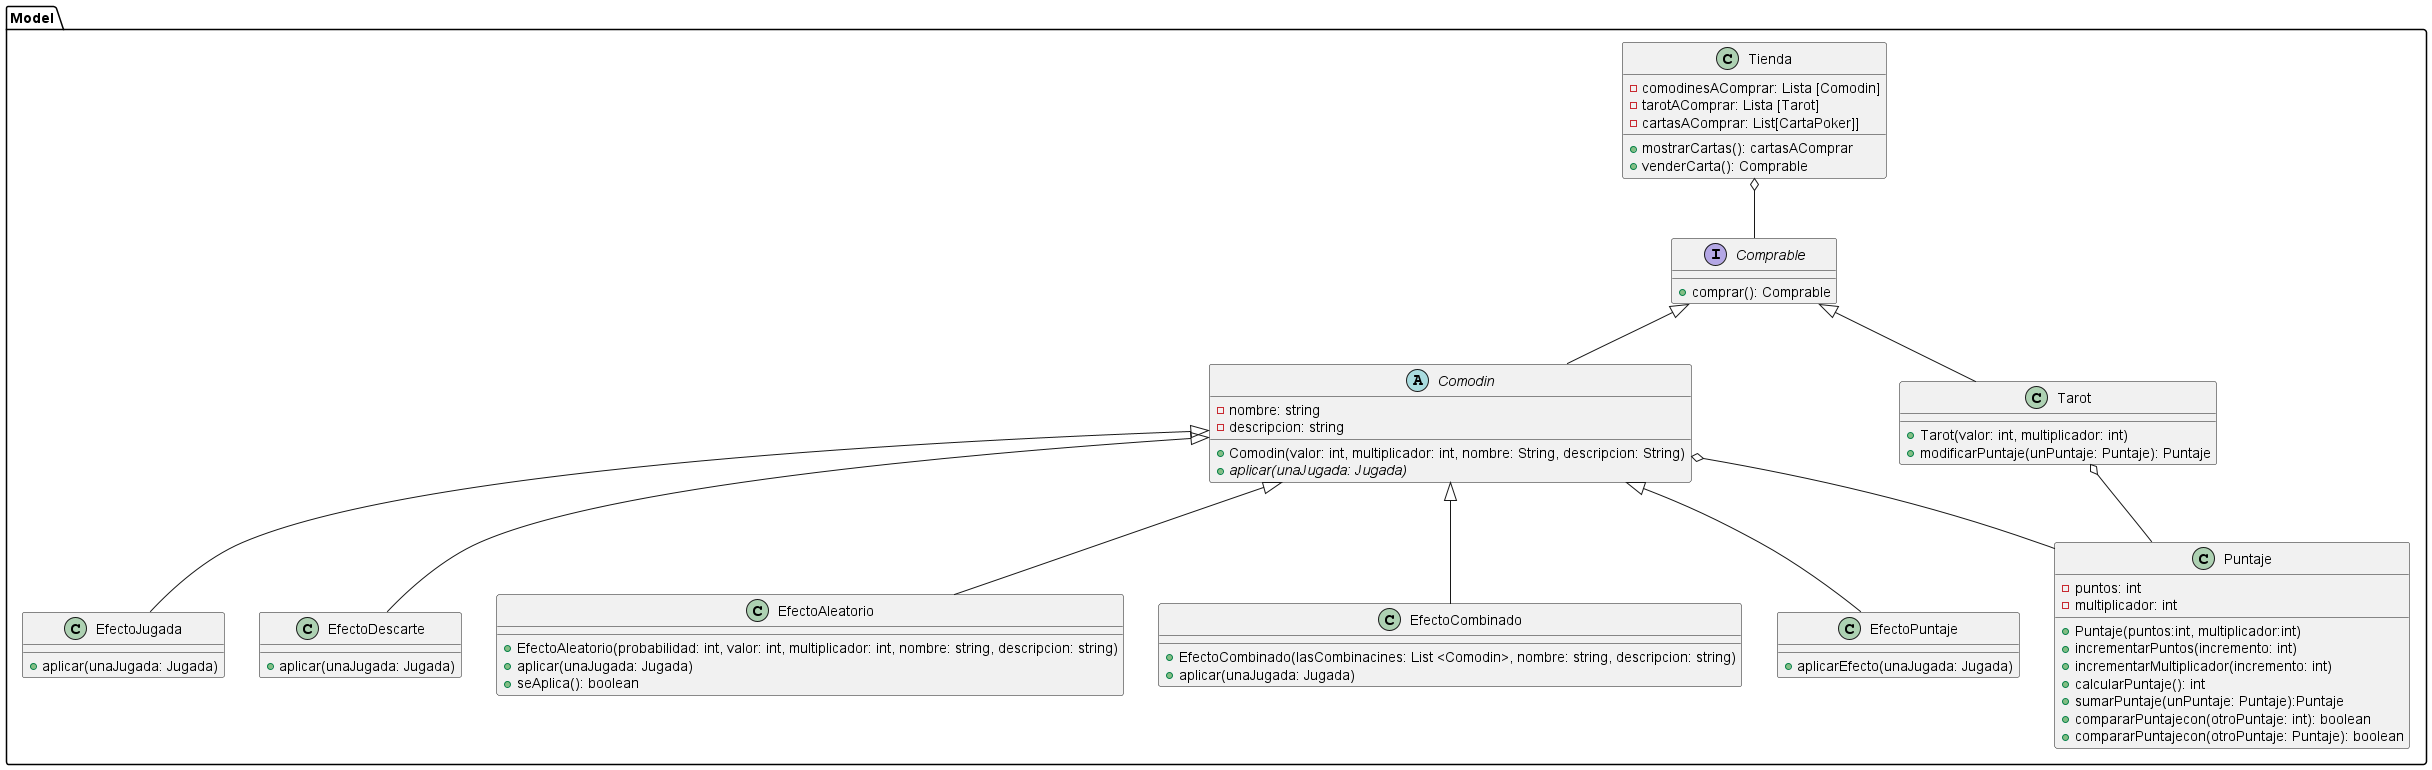 Model
C Tienda
comodinesAComprar: Lista [Comodin]
tarotAComprar: Lista [Tarot]
cartasAComprar: List[CartaPoker]]
mostrarCartas(): cartasAComprar
venderCarta(): Comprable
I Comprable
comprar(): Comprable
A Comodin
nombre: string
descripcion: string
Comodin(valor: int, multiplicador: int, nombre: String, descripcion: String)
aplicar(unaJugada: Jugada)
C Tarot
Tarot(valor: int, multiplicador: int)
modificarPuntaje(unPuntaje: Puntaje): Puntaje
C EfectoJugada
aplicar(unaJugada: Jugada)
C EfectoDescarte
aplicar(unaJugada: Jugada)
C EfectoAleatorio
EfectoAleatorio(probabilidad: int, valor: int, multiplicador: int, nombre: string, descripcion: string)
aplicar(unaJugada: Jugada)
seAplica(): boolean
C EfectoCombinado
EfectoCombinado(lasCombinacines: List <Comodin>, nombre: string, descripcion: string)
aplicar(unaJugada: Jugada)
C EfectoPuntaje
aplicarEfecto(unaJugada: Jugada)
C Puntaje
puntos: int
multiplicador: int
Puntaje(puntos:int, multiplicador:int)
incrementarPuntos(incremento: int)
incrementarMultiplicador(incremento: int)
calcularPuntaje(): int
sumarPuntaje(unPuntaje: Puntaje):Puntaje
compararPuntajecon(otroPuntaje: int): boolean
compararPuntajecon(otroPuntaje: Puntaje): boolean